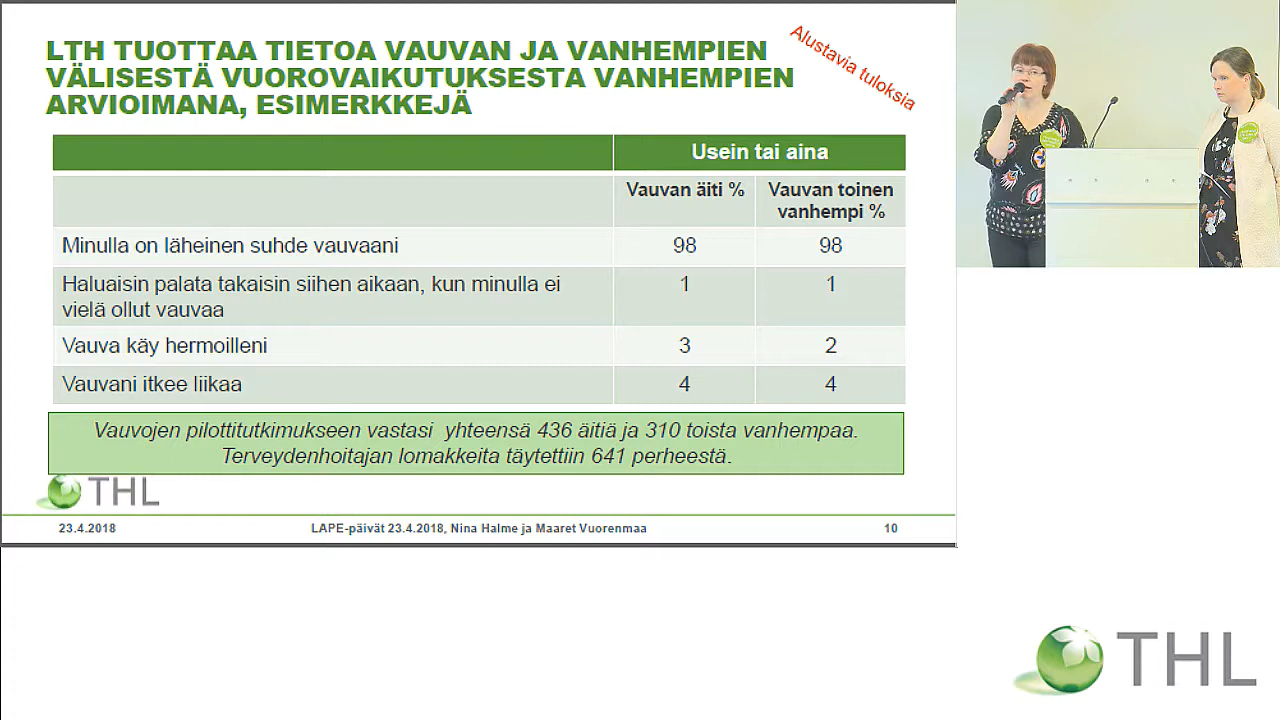 LTH TUOTTAA TIETOA VAUVAN JA VANHEMPIEN
VÄLISESTÄ VUOROVAIKUTUKSESTA VANHEMPIEN
ARVIOIMANA, ESIMERKKEJÄ
Alustavia tuloksia
Usein tai aina
Vauvan äiti %
Vauvan toinen
vanhempi %
Minulla on läheinen suhde vauvaani 98 98
Haluaisin palata takaisin siihen aikaan, kun minulla ei
vielä ollut vauvaa
1 1
Vauva käy hermoilleni 3 2
Vauvani itkee liikaa 4 4
Vauvojen pilottitutkimukseen vastasi yhteensä 436 äitiä ja 310 toista vanhempaa.
Terveydenhoitajan lomakkeita täytettiin 641 perheestä.
THL
23.4.2018 LAPE-päivät 23.4.2018, Nina Halme ja Maaret Vuorenmaa 10
THL